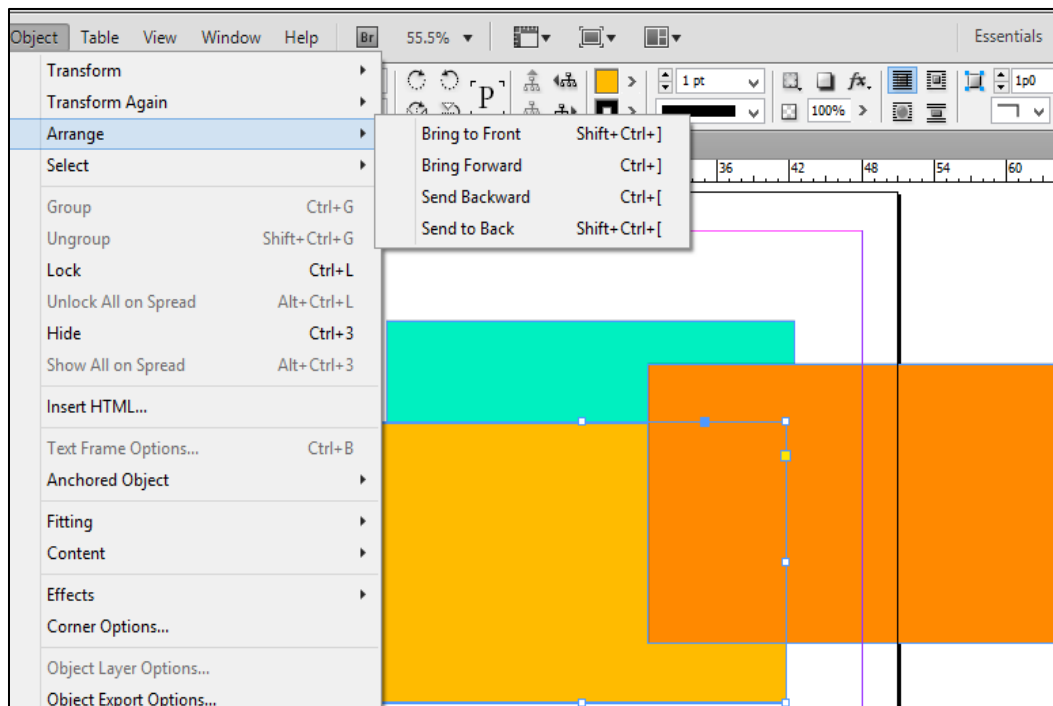 Object Table View Window Help Br 55.5% Essentials
P 1 pt fx. 1p0
100%
36 42 48 54 60
Transform
Transform Again
Arrange
Select
Group Ctrl+G
Ungroup Shift+Ctrl+G
Lock Ctrl+L
Unlock All on Spread Alt+Ctrl+L
Hide Ctrl+3
Show All on Spread Alt+Ctrl+3
Insert HTML...
Text Frame Options... Ctrl+B
Anchored Object
Fitting
Content
Effects
Corner Options...
Object Layer Options...
Object Export Options...
Bring to Front Shift+Ctrl+]
Bring Forward Ctrl+]
Send Backward Ctrl+[
Send to Back Shift+Ctrl+[